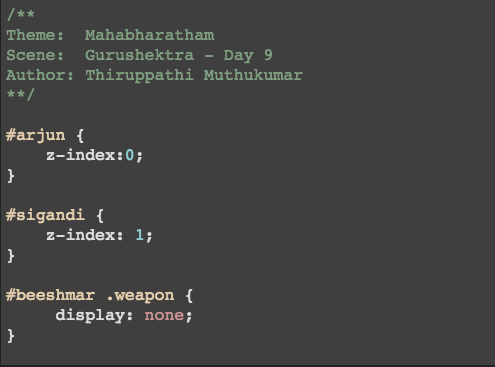 /**
Theme:  Mahabharatham
Scene:  Gurushektra - Day 9
Author: Thiruppathi Muthukumar
**/
#arjun {
    z-index:0;
}
#sigandi {
    z-index: 1;
}
#beeshmar .weapon {
     display: none;
}